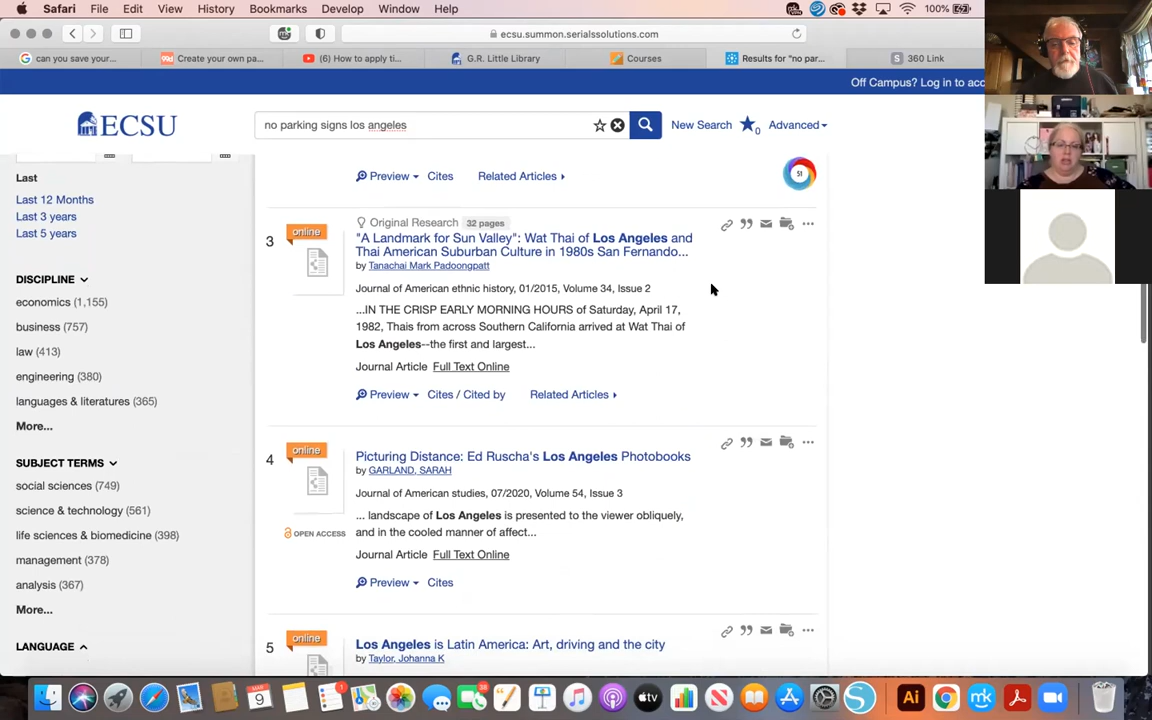 Safari File Edit View History Bookmarks Develop Window Help 100%
ecsu.summon.serialssolutions.com
can you save your... Create your own pa... (6) How to apply ti... G.R. Little Library Courses Results for "no par... 360 Link
Off Campus? Log in to acc
ECSU
no parking signs los angeles
New Search 0 Advanced
Last
Last 12 Months
Last 3 years
Last 5 years
DISCIPLINE
economics (1,155)
business (757)
law (413)
engineering (380)
languages & literatures (365)
More...
SUBJECT TERMS
social sciences (749)
science & technology (561)
life sciences & biomedicine (398)
management (378)
analysis (367)
More...
LANGUAGE
Preview Cites Related Articles
51
3
online
Original Research 32 pages
"A Landmark for Sun Valley": Wat Thai of Los Angeles and
Thai American Suburban Culture in 1980s San Fernando...
by Tanachai Mark Padoongpatt
Journal of American ethnic history, 01/2015, Volume 34, Issue 2
...IN THE CRISP EARLY MORNING HOURS of Saturday, April 17,
1982, Thais from across Southern California arrived at Wat Thai of
Los Angeles--the first and largest...
Journal Article Full Text Online
Preview Cites / Cited by Related Articles
4
online
Picturing Distance: Ed Ruscha's Los Angeles Photobooks
by GARLAND, SARAH
Journal of American studies, 07/2020, Volume 54, Issue 3
OPEN ACCESS
... landscape of Los Angeles is presented to the viewer obliquely,
and in the cooled manner of affect...
Journal Article Full Text Online
Preview Cites
5
online
Los Angeles is Latin America: Art, driving and the city
by Taylor, Johanna K
MAR
9
1
tv
Ai
mk